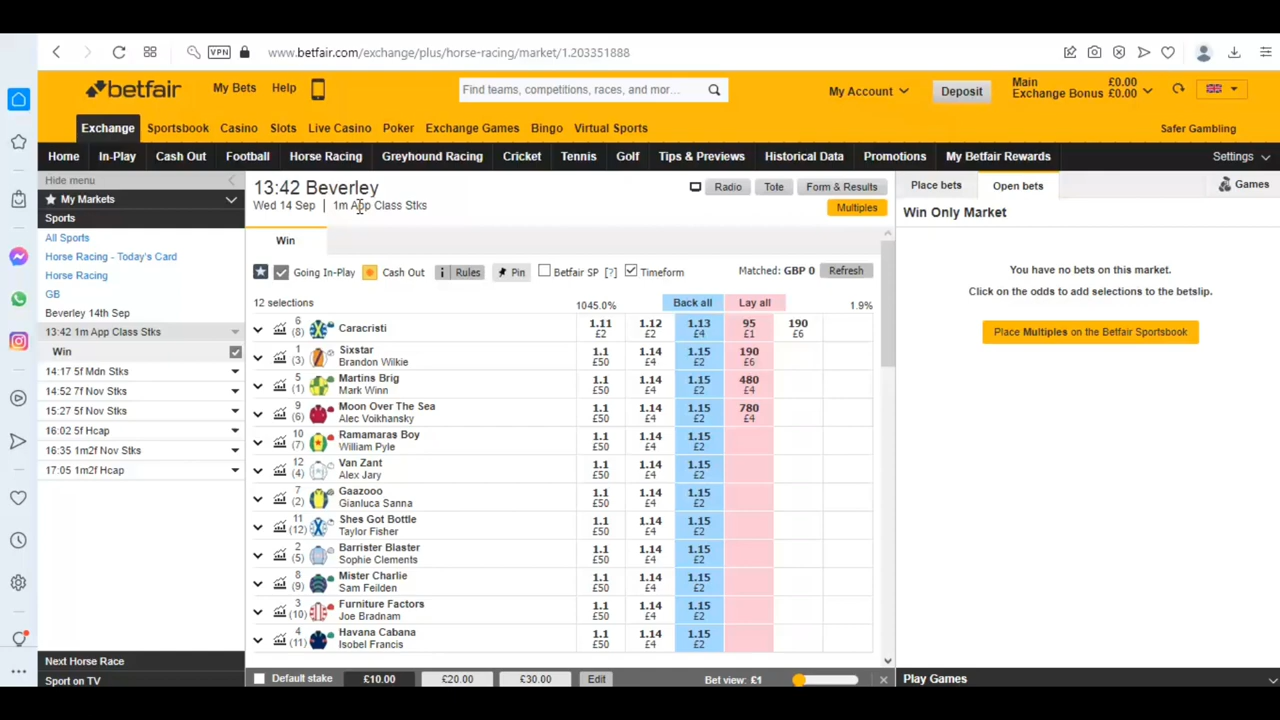 VPN www.betfair.com/exchange/plus/horse-racing/market/1.203351888
betfair My Bets Help Find teams, competitions, races, and mor... My Account Deposit Main £0.00
Exchange Bonus £0.00
Exchange Sportsbook Casino Slots Live Casino Poker Exchange Games Bingo Virtual Sports Safer Gambling
Home In-Play Cash Out Football Horse Racing Greyhound Racing Cricket Tennis Golf Tips & Previews Historical Data Promotions My Betfair Rewards Settings
Hide menu
My Markets
Sports
All Sports
Horse Racing - Today's Card
Horse Racing
GB
Beverley 14th Sep
13:42 1m App Class Stks
Win
14:17 5f Mdn Stks
14:52 7f Nov Stks
15:27 5f Nov Stks
16:02 5f Hcap
16:35 1m2f Nov Stks
17:05 1m2f Hcap
Next Horse Race
Sport on TV
13:42 Beverley Radio Tote Form & Results
Wed 14 Sep | 1m App Class Stks Multiples
Win
Going In-Play Cash Out i Rules Pin Betfair SP [?] Timeform Matched: GBP 0 Refresh
12 selections 1045.0% Back all Lay all 1.9%
6 Caracristi 1.11 1.12 1.13 95 190
(8) £2 £2 £4 £1 £6
1 Sixstar 1.1 1.14 1.15 190
(3) Brandon Wilkie £50 £4 £2 £6
5 Martins Brig 1.1 1.14 1.15 480
(1) Mark Winn £50 £4 £2 £4
9 Moon Over The Sea 1.1 1.14 1.15 780
(6) Alec Voikhansky £50 £4 £2 £4
10 Ramamaras Boy 1.1 1.14 1.15
(7) William Pyle £50 £4 £2
12 Van Zant 1.1 1.14 1.15
(4) Alex Jary £50 £4 £2
7 Gaazooo 1.1 1.14 1.15
(2) Gianluca Sanna £50 £4 £2
11 Shes Got Bottle 1.1 1.14 1.15
(12) Taylor Fisher £50 £4 £2
2 Barrister Blaster 1.1 1.14 1.15
(5) Sophie Clements £50 £4 £2
8 Mister Charlie 1.1 1.14 1.15
(9) Sam Feilden £50 £4 £2
3 Furniture Factors 1.1 1.14 1.15
(10) Joe Bradnam £50 £4 £2
4 Havana Cabana 1.1 1.14 1.15
(11) Isobel Francis £50 £4 £2
Default stake £10.00 £20.00 £30.00 Edit Bet view: £1
Place bets Open bets Games
Win Only Market
You have no bets on this market.
Click on the odds to add selections to the betslip.
Place Multiples on the Betfair Sportsbook
Play Games